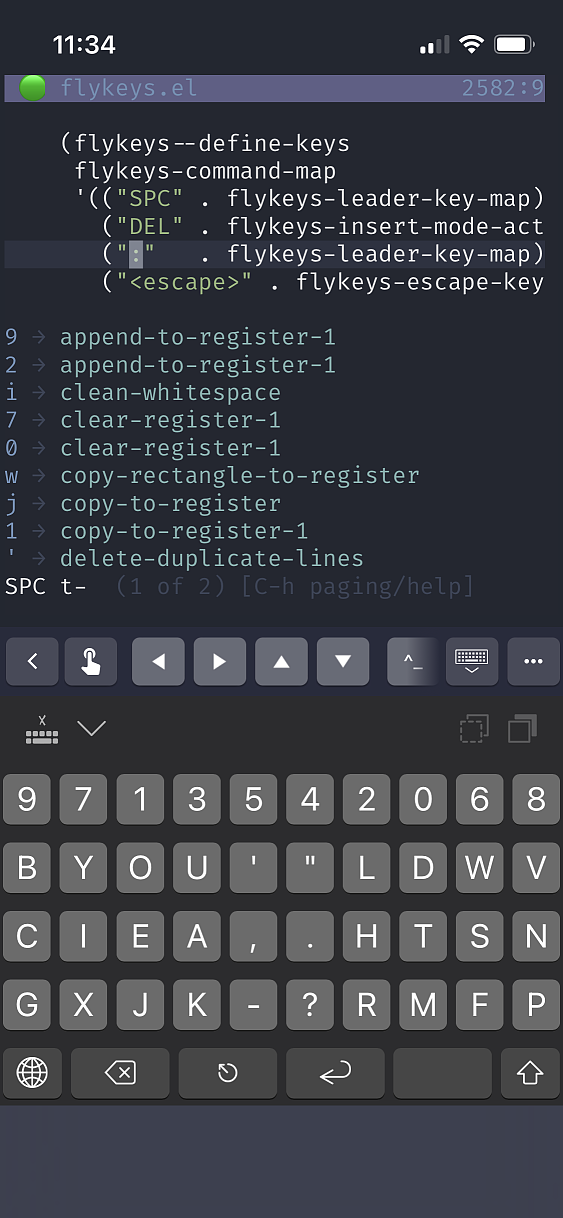 11:34
flykeys.el 2582:9
(flykeys--define-keys
flykeys-command-map
'(("SPC" . flykeys-leader-key-map)
("DEL" . flykeys-insert-mode-act
(":" . flykeys-leader-key-map)
("<escape>" . flykeys-escape-key
9 → append-to-register-1
2 → append-to-register-1
i → clean-whitespace
7 → clear-register-1
0 → clear-register-1
w → copy-rectangle-to-register
j → copy-to-register
1 → copy-to-register-1
' → delete-duplicate-lines
SPC t- (1 of 2) [C-h paging/help]
^_ •••
X
9 7 1 3 5 4 2 0 6 8
B Y O U ' " L D W V
C I E A , . H T S N
G X J K - ? R M F P